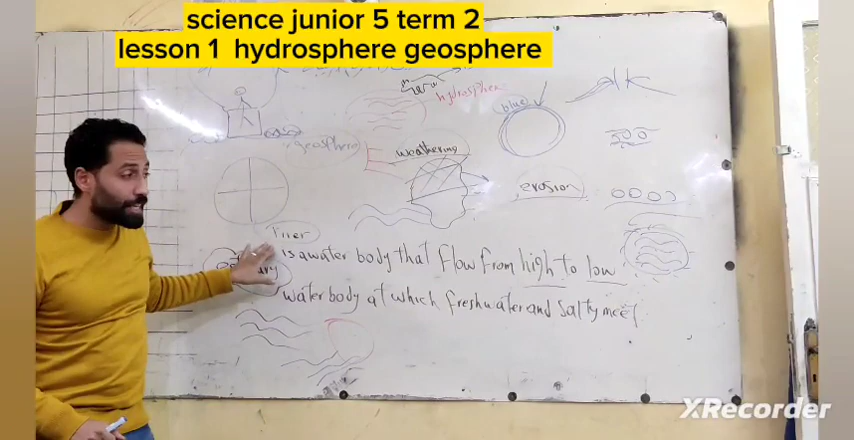 science junior 5 term 2
lesson 1 hydrosphere geosphere
hydrosphere
blue
geosphere
weathering
erosion
river
is a water body that flow from high to low
ary
water body at which freshwater and salty meet
XRecorder